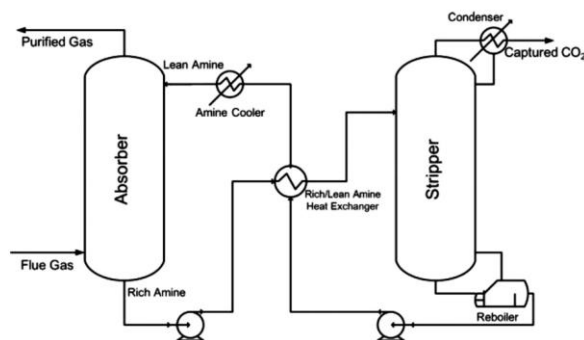 Condenser
Purified Gas
Captured CO₂
Lean Amine
Amine Cooler
Absorber
Stripper
Rich/Lean Amine
Heat Exchanger
Flue Gas
Rich Amine
Reboiler